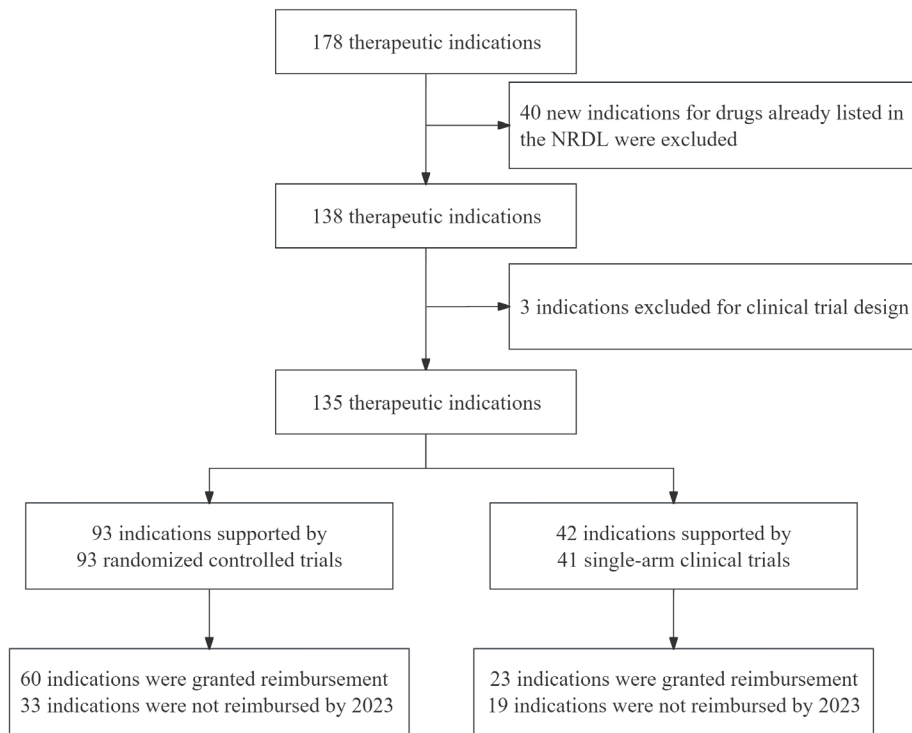 178 therapeutic indications
40 new indications for drugs already listed in
the NRDL were excluded
138 therapeutic indications
3 indications excluded for clinical trial design
135 therapeutic indications
93 indications supported by
93 randomized controlled trials
42 indications supported by
41 single-arm clinical trials
60 indications were granted reimbursement
33 indications were not reimbursed by 2023
23 indications were granted reimbursement
19 indications were not reimbursed by 2023